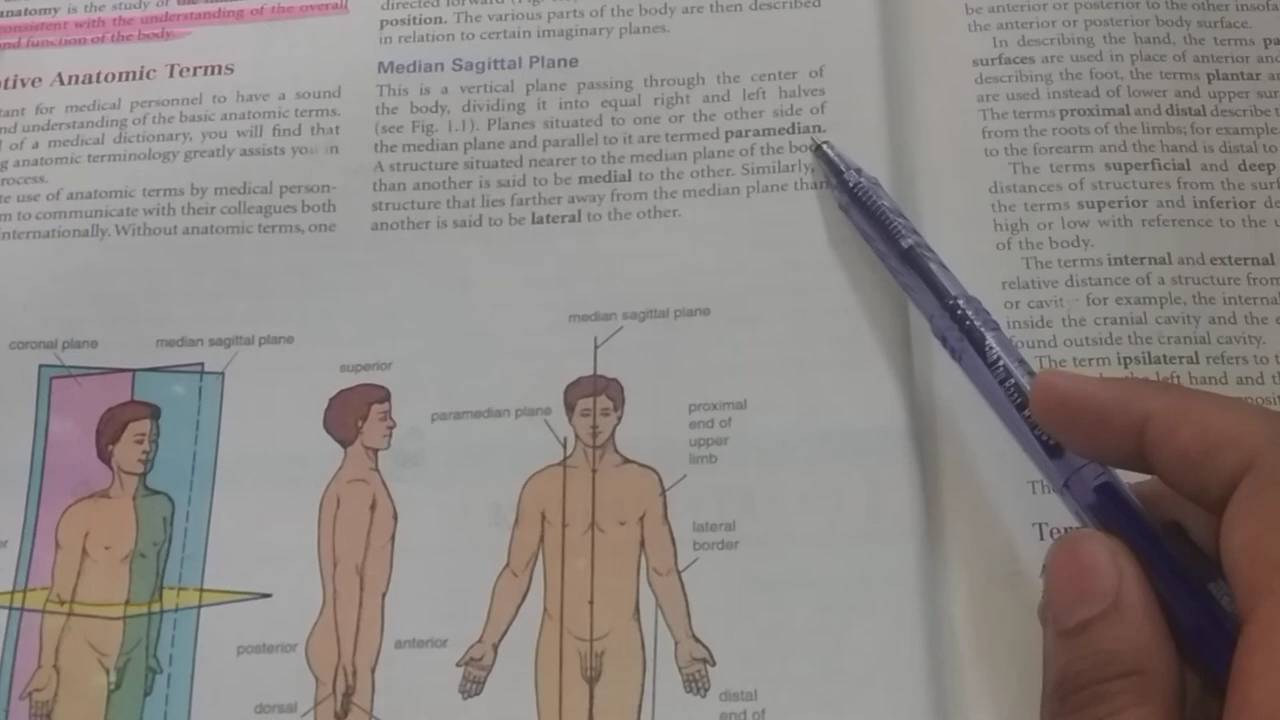 anatomy is the study of the
consistent with the understanding of the overall
and function of the body.
tive Anatomic Terms
tant for medical personnel to have a sound
nd understanding of the basic anatomic terms.
l of a medical dictionary, you will find that
g anatomic terminology greatly assists you in
rocess.
te use of anatomic terms by medical person-
m to communicate with their colleagues both
internationally. Without anatomic terms, one
directed forward
position. The various parts of the body are then described
in relation to certain imaginary planes.
Median Sagittal Plane
This is a vertical plane passing through the center of
the body, dividing it into equal right and left halves
(see Fig. 1.1). Planes situated to one or the other side of
the median plane and parallel to it are termed paramedian.
A structure situated nearer to the median plane of the body
than another is said to be medial to the other. Similarly,
structure that lies farther away from the median plane than
another is said to be lateral to the other.
be anterior or posterior to the other insofa
the anterior or posterior body surface.
In describing the hand, the terms pa
surfaces are used in place of anterior and
describing the foot, the terms plantar a
are used instead of lower and upper sur
The terms proximal and distal describe t
from the roots of the limbs; for example
to the forearm and the hand is distal to
The terms superficial and deep
distances of structures from the surf
the terms superior and inferior de
high or low with reference to the u
of the body.
The terms internal and external
relative distance of a structure from
or cavity for example, the internal
inside the cranial cavity and the e
found outside the cranial cavity.
The term ipsilateral refers to t
left hand and th
coronal plane
median sagittal plane
superior
posterior
anterior
dorsal
median sagittal plane
paramedian plane
proximal
end of
upper
limb
lateral
border
distal
end of